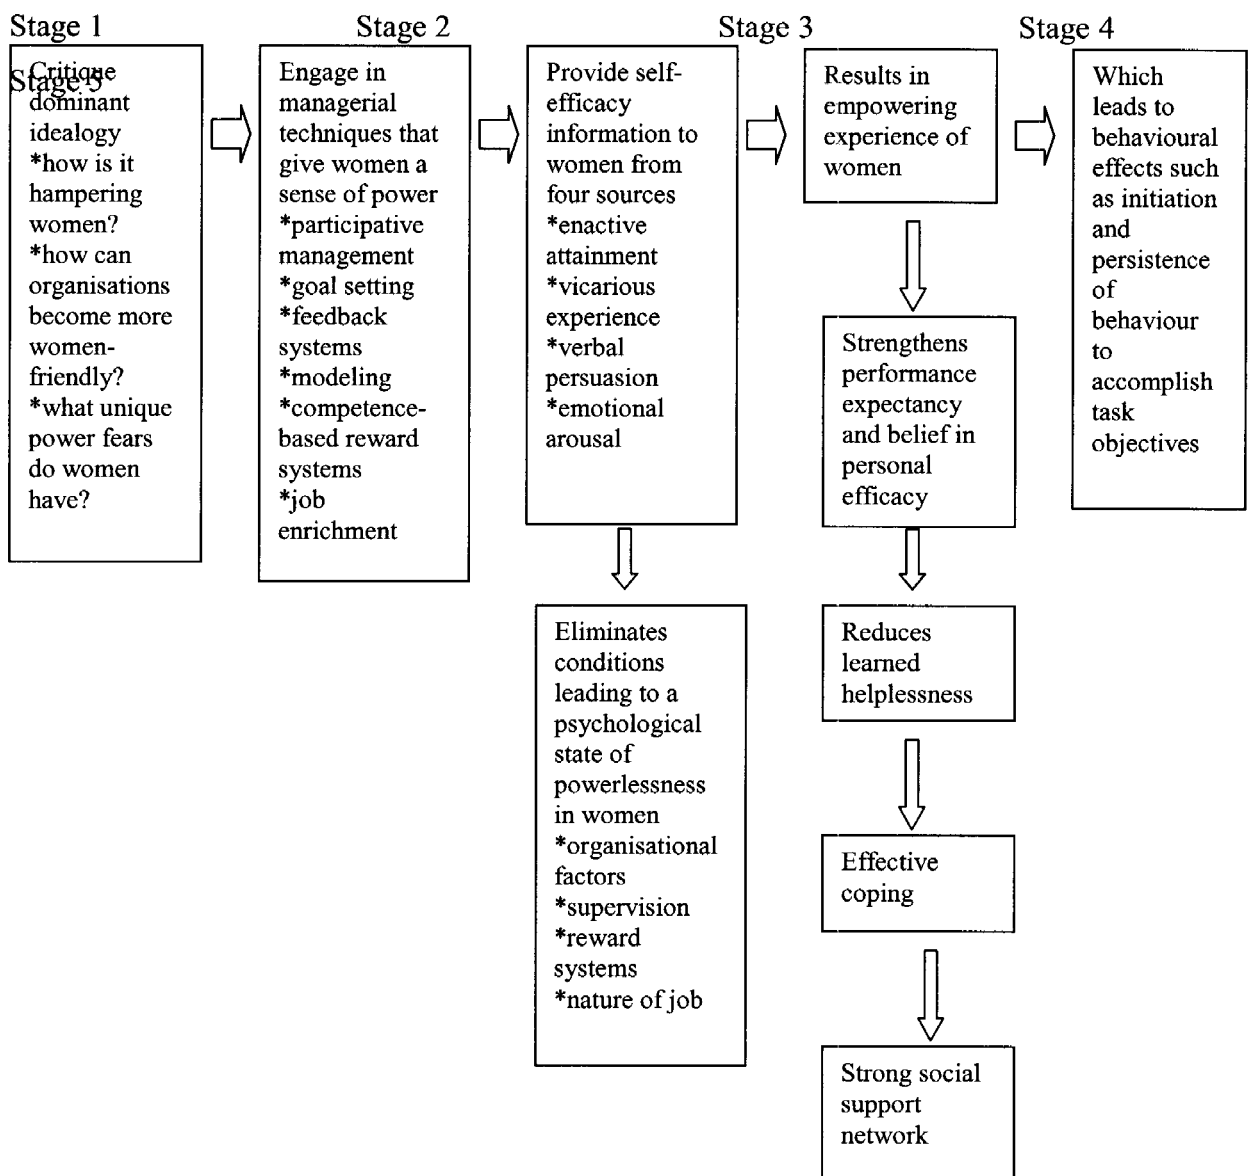 Stage 1
Stage 2
Stage 3
Stage 4
Stage 5
Critique
dominant
idealogy
*how is it
hampering
women?
*how can
organisations
become more
women-
friendly?
*what unique
power fears
do women
have?
Engage in
managerial
techniques that
give women a
sense of power
*participative
management
*goal setting
*feedback
systems
*modeling
*competence-
based reward
systems
*job
enrichment
Provide self-
efficacy
information to
women from
four sources
*enactive
attainment
*vicarious
experience
*verbal
persuasion
*emotional
arousal
Eliminates
conditions
leading to a
psychological
state of
powerlessness
in women
*organisational
factors
*supervision
*reward
systems
*nature of job
Results in
empowering
experience of
women
Strengthens
performance
expectancy
and belief in
personal
efficacy
Reduces
learned
helplessness
Effective
coping
Strong social
support
network
Which
leads to
behavioural
effects such
as initiation
and
persistence
of
behaviour
to
accomplish
task
objectives